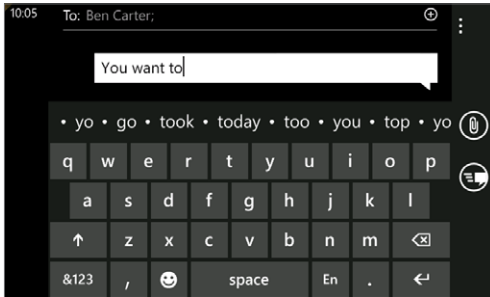 10:05 To: Ben Carter;
You want to
• yo • go • took • today • too • you • top • yo
q w e r t y u i o p
a s d f g h j k l
z x c v b n m
&123 , space En .